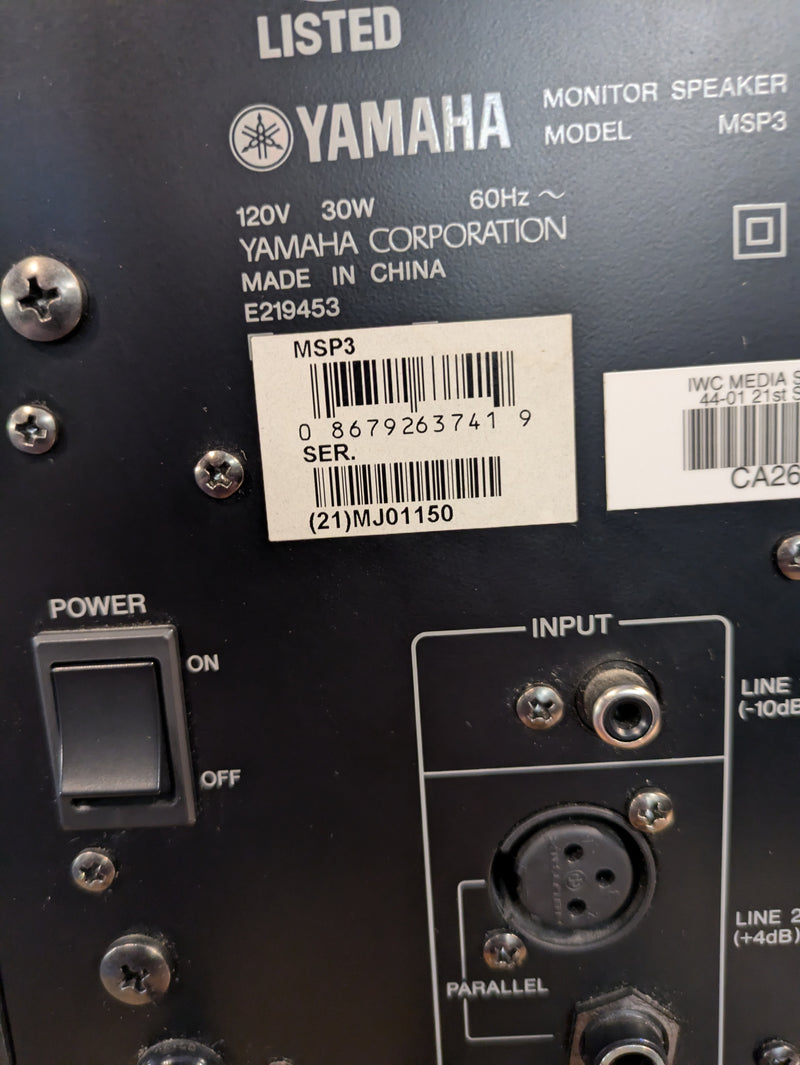 LISTED
YAMAHA
MONITOR SPEAKER
MODEL MSP3
120V 30W 60Hz ~
YAMAHA CORPORATION
MADE IN CHINA
E219453
MSP3
0 8679263741 9
SER.
(21)MJ01150
IWC MEDIA
44-01 21st
CA26
POWER
ON
OFF
INPUT
LINE
(-10dB
LINE 2
(+4dB)
PARALLEL